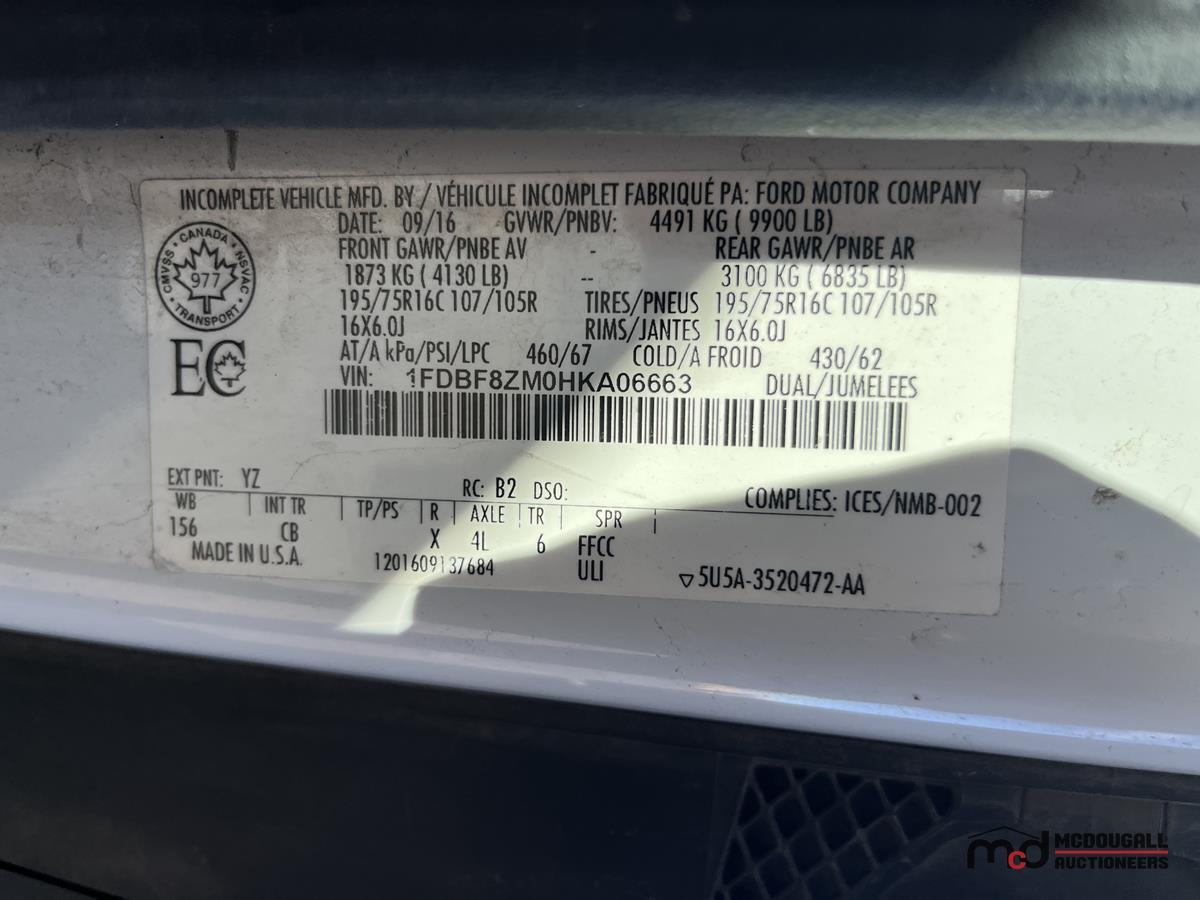 INCOMPLETE VEHICLE MFD. BY / VÉHICULE INCOMPLET FABRIQUÉ PA: FORD MOTOR COMPANY
DATE: 09/16 GVWR/PNBV: 4491 KG ( 9900 LB)
FRONT GAWR/PNBE AV - REAR GAWR/PNBE AR
1873 KG ( 4130 LB) -- 3100 KG ( 6835 LB)
195/75R16C 107/105R TIRES/PNEUS 195/75R16C 107/105R
16X6.0J RIMS/JANTES 16X6.0J
AT/A kPa/PSI/LPC 460/67 COLD/A FROID 430/62
VIN: 1FDBF8ZM0HKA06663 DUAL/JUMELEES
CANADA
CMVSS 977 NSVAC
TRANSPORT
EC
EXT PNT: YZ RC: B2 DSO:
WB | INT TR | TP/PS | R | AXLE | TR | SPR | COMPLIES: ICES/NMB-002
156 CB X 4L 6 FFCC
MADE IN U.S.A. 1201609137684 ULI ▽5U5A-3520472-AA
mcd MCDOUGALL
AUCTIONEERS